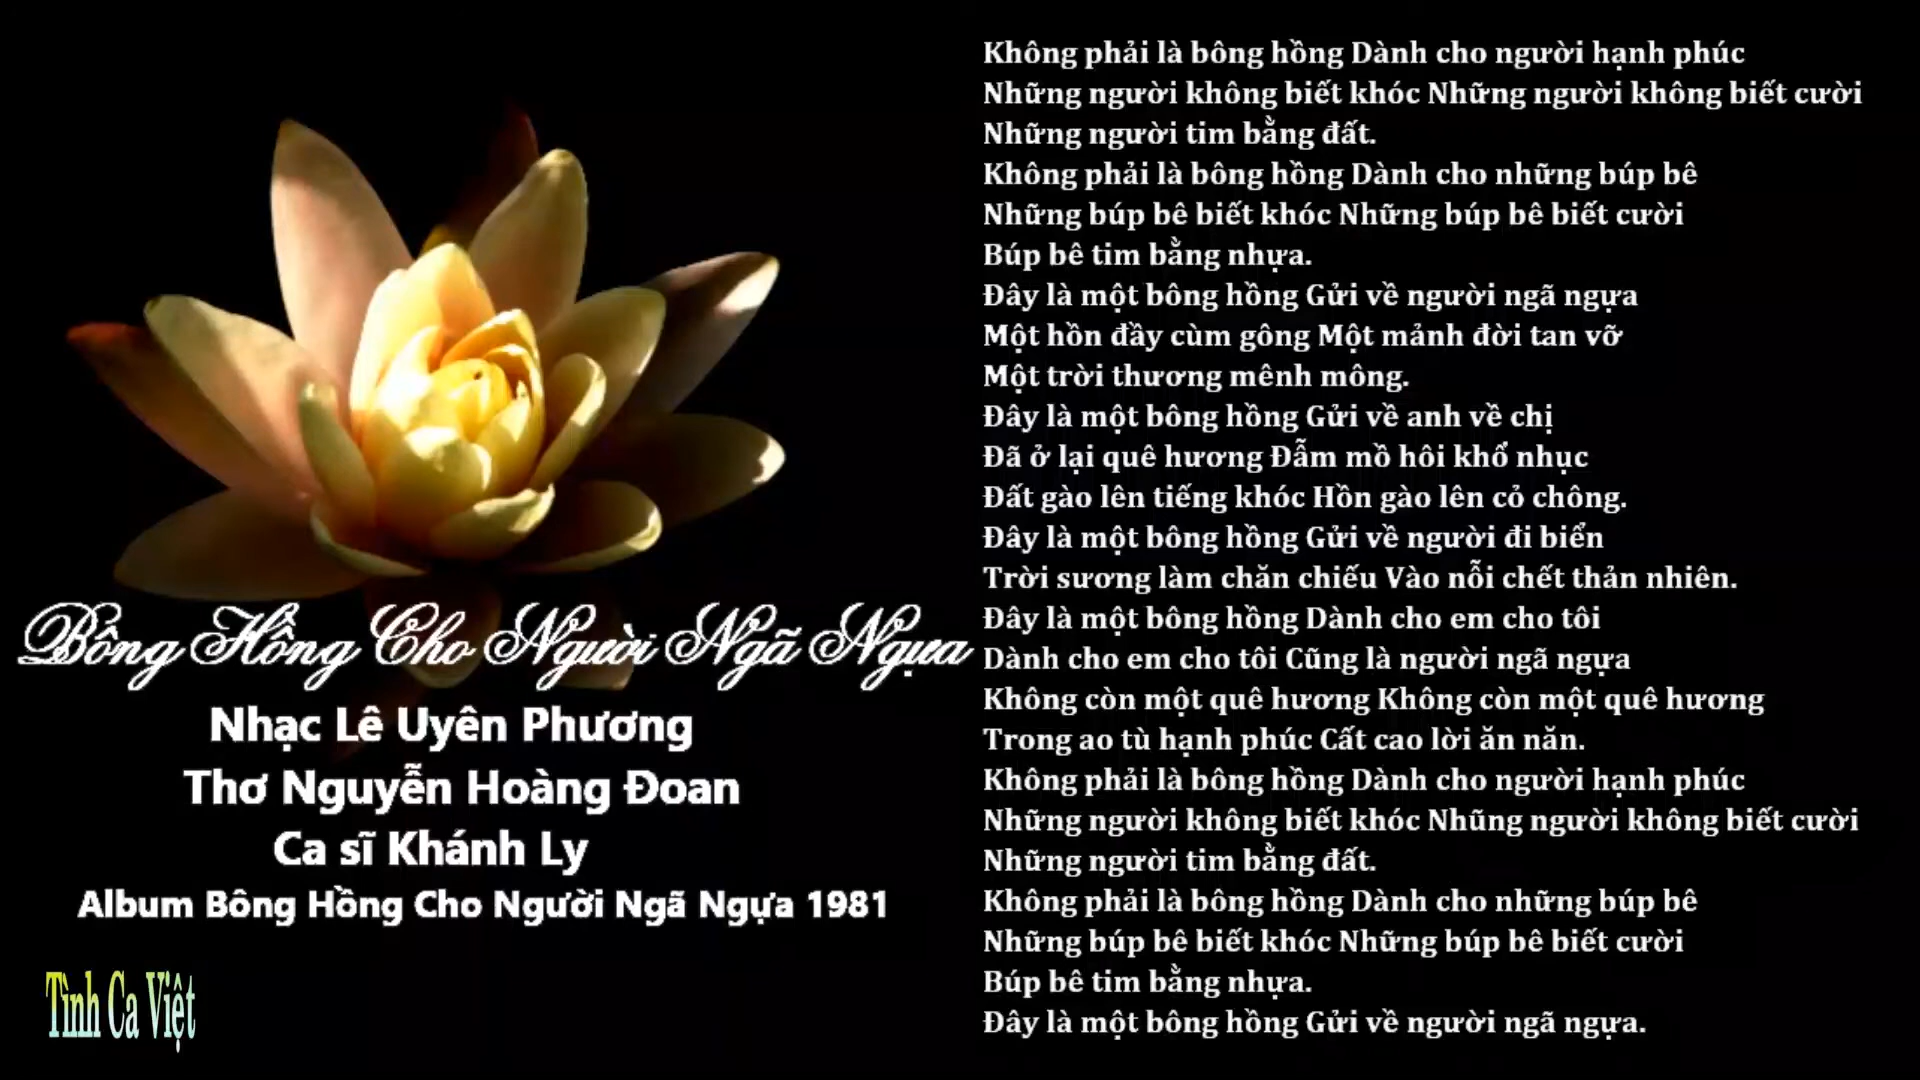 Bông Hồng Cho Người Ngã Ngựa
Nhạc Lê Uyên Phương
Thơ Nguyễn Hoàng Đoan
Ca sĩ Khánh Ly
Album Bông Hồng Cho Người Ngã Ngựa 1981
Tình Ca Việt
Không phải là bông hồng Dành cho người hạnh phúc
Những người không biết khóc Những người không biết cười
Những người tim bằng đất.
Không phải là bông hồng Dành cho những búp bê
Những búp bê biết khóc Những búp bê biết cười
Búp bê tim bằng nhựa.
Đây là một bông hồng Gửi về người ngã ngựa
Một hồn đầy cùm gông Một mảnh đời tan vỡ
Một trời thương mênh mông.
Đây là một bông hồng Gửi về anh về chị
Đã ở lại quê hương Đẫm mồ hôi khổ nhục
Đất gào lên tiếng khóc Hồn gào lên cỏ chông.
Đây là một bông hồng Gửi về người đi biển
Trời sương làm chăn chiếu Vào nỗi chết thản nhiên.
Đây là một bông hồng Dành cho em cho tôi
Dành cho em cho tôi Cũng là người ngã ngựa
Không còn một quê hương Không còn một quê hương
Trong ao tù hạnh phúc Cất cao lời ăn năn.
Không phải là bông hồng Dành cho người hạnh phúc
Những người không biết khóc Nhũng người không biết cười
Những người tim bằng đất.
Không phải là bông hồng Dành cho những búp bê
Những búp bê biết khóc Những búp bê biết cười
Búp bê tim bằng nhựa.
Đây là một bông hồng Gửi về người ngã ngựa.